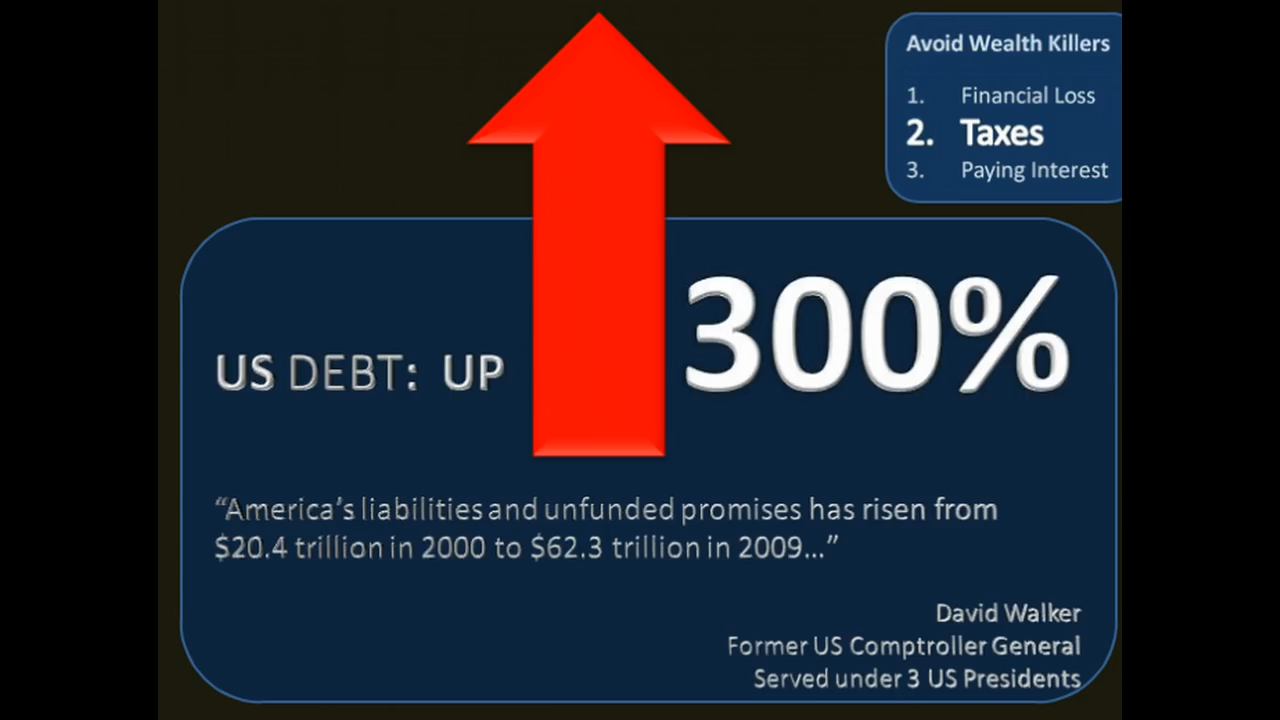 Avoid Wealth Killers
1. Financial Loss
2. Taxes
3. Paying Interest
US DEBT: UP 300%
“America’s liabilities and unfunded promises has risen from
$20.4 trillion in 2000 to $62.3 trillion in 2009...”
David Walker
Former US Comptroller General
Served under 3 US Presidents